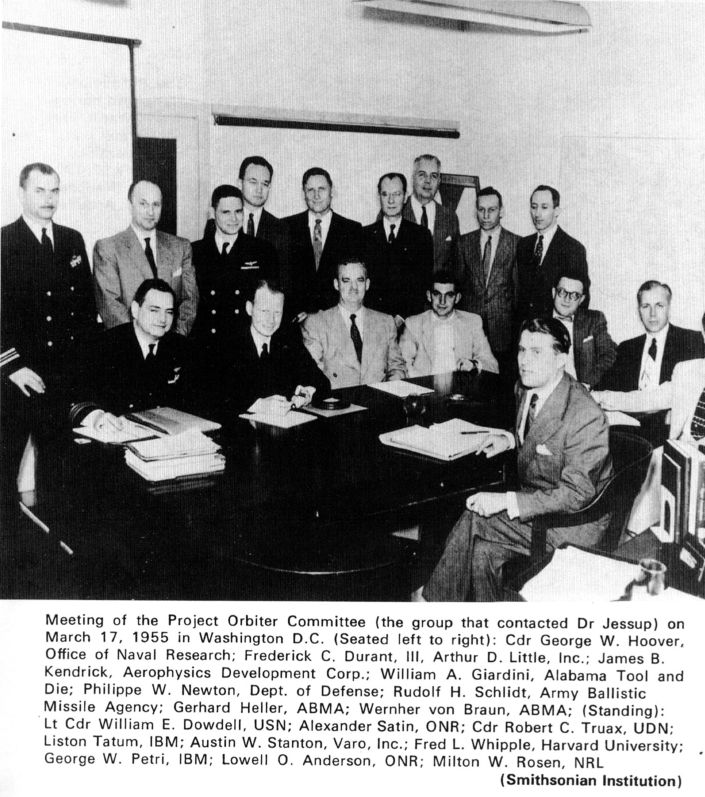 Meeting of the Project Orbiter Committee (the group that contacted Dr Jessup) on
March 17, 1955 in Washington D.C. (Seated left to right): Cdr George W. Hoover,
Office of Naval Research; Frederick C. Durant, III, Arthur D. Little, Inc.; James B.
Kendrick, Aerophysics Development Corp.; William A. Giardini, Alabama Tool and
Die; Philippe W. Newton, Dept. of Defense; Rudolf H. Schlidt, Army Ballistic
Missile Agency; Gerhard Heller, ABMA; Wernher von Braun, ABMA; (Standing):
Lt Cdr William E. Dowdell, USN; Alexander Satin, ONR; Cdr Robert C. Truax, UDN;
Liston Tatum, IBM; Austin W. Stanton, Varo, Inc.; Fred L. Whipple, Harvard University;
George W. Petri, IBM; Lowell O. Anderson, ONR; Milton W. Rosen, NRL
(Smithsonian Institution)